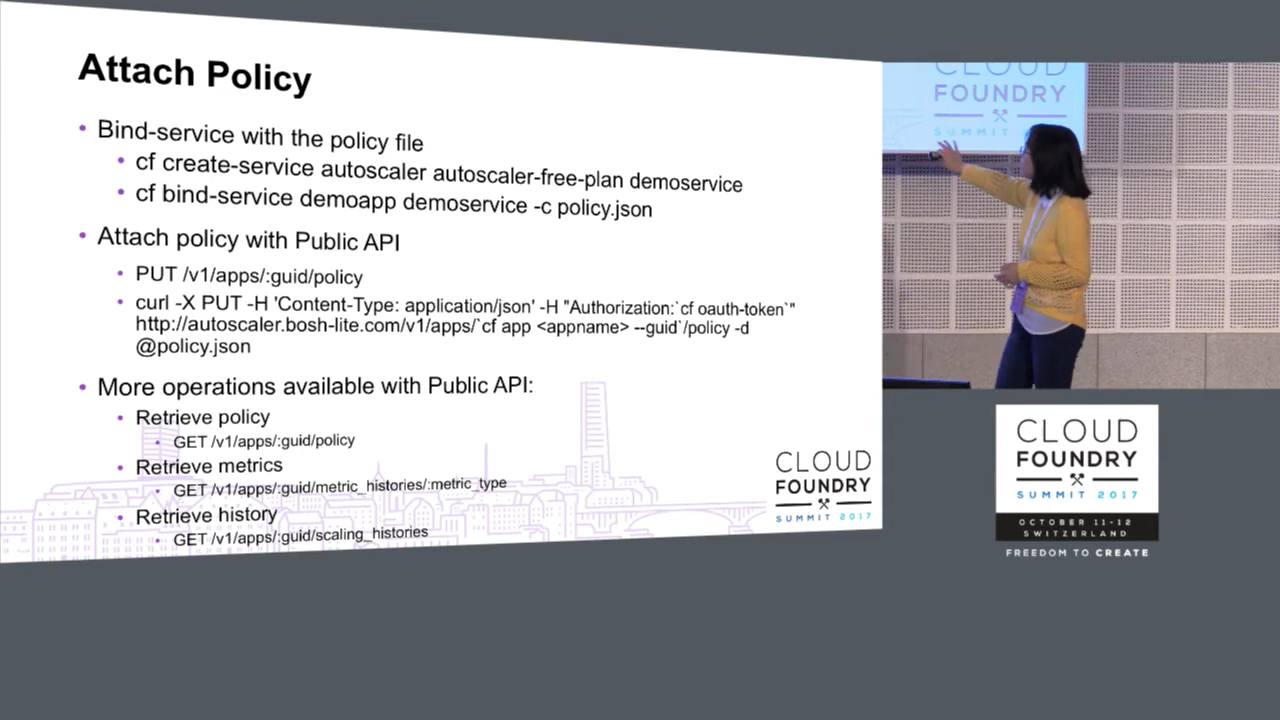 Attach Policy
Bind-service with the policy file
cf create-service autoscaler autoscaler-free-plan demoservice
cf bind-service demoapp demoservice -c policy.json
Attach policy with Public API
PUT /v1/apps/:guid/policy
curl -X PUT -H 'Content-Type: application/json' -H "Authorization:`cf oauth-token`"
http://autoscaler.bosh-lite.com/v1/apps/`cf app <appname> --guid`/policy -d
@policy.json
More operations available with Public API:
Retrieve policy
GET /v1/apps/:guid/policy
Retrieve metrics
GET /v1/apps/:guid/metric_histories/:metric_type
Retrieve history
GET /v1/apps/:guid/scaling_histories
CLOUD
FOUNDRY
SUMMIT 2017
CLOUD
FOUNDRY
SUMMIT
CLOUD
FOUNDRY
SUMMIT 2017
OCTOBER 11-12
SWITZERLAND
FREEDOM TO CREATE